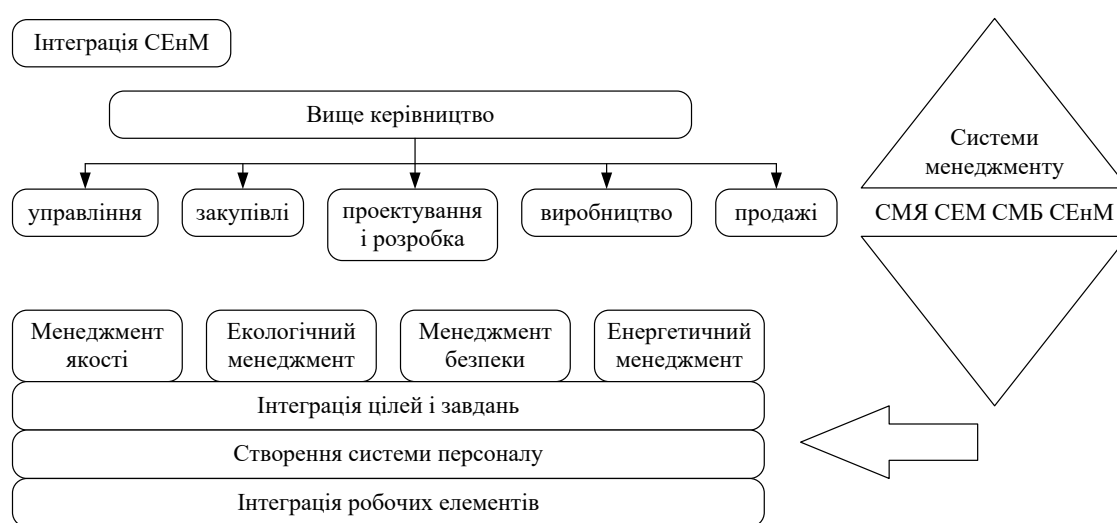 Інтеграція СЕнМ
Вище керівництво
управління
закупівлі
проектування
і розробка
виробництво
продажі
Системи
менеджменту
СМЯ СЕМ СМБ СЕнМ
Менеджмент
якості
Екологічний
менеджмент
Менеджмент
безпеки
Енергетичний
менеджмент
Інтеграція цілей і завдань
Створення системи персоналу
Інтеграція робочих елементів